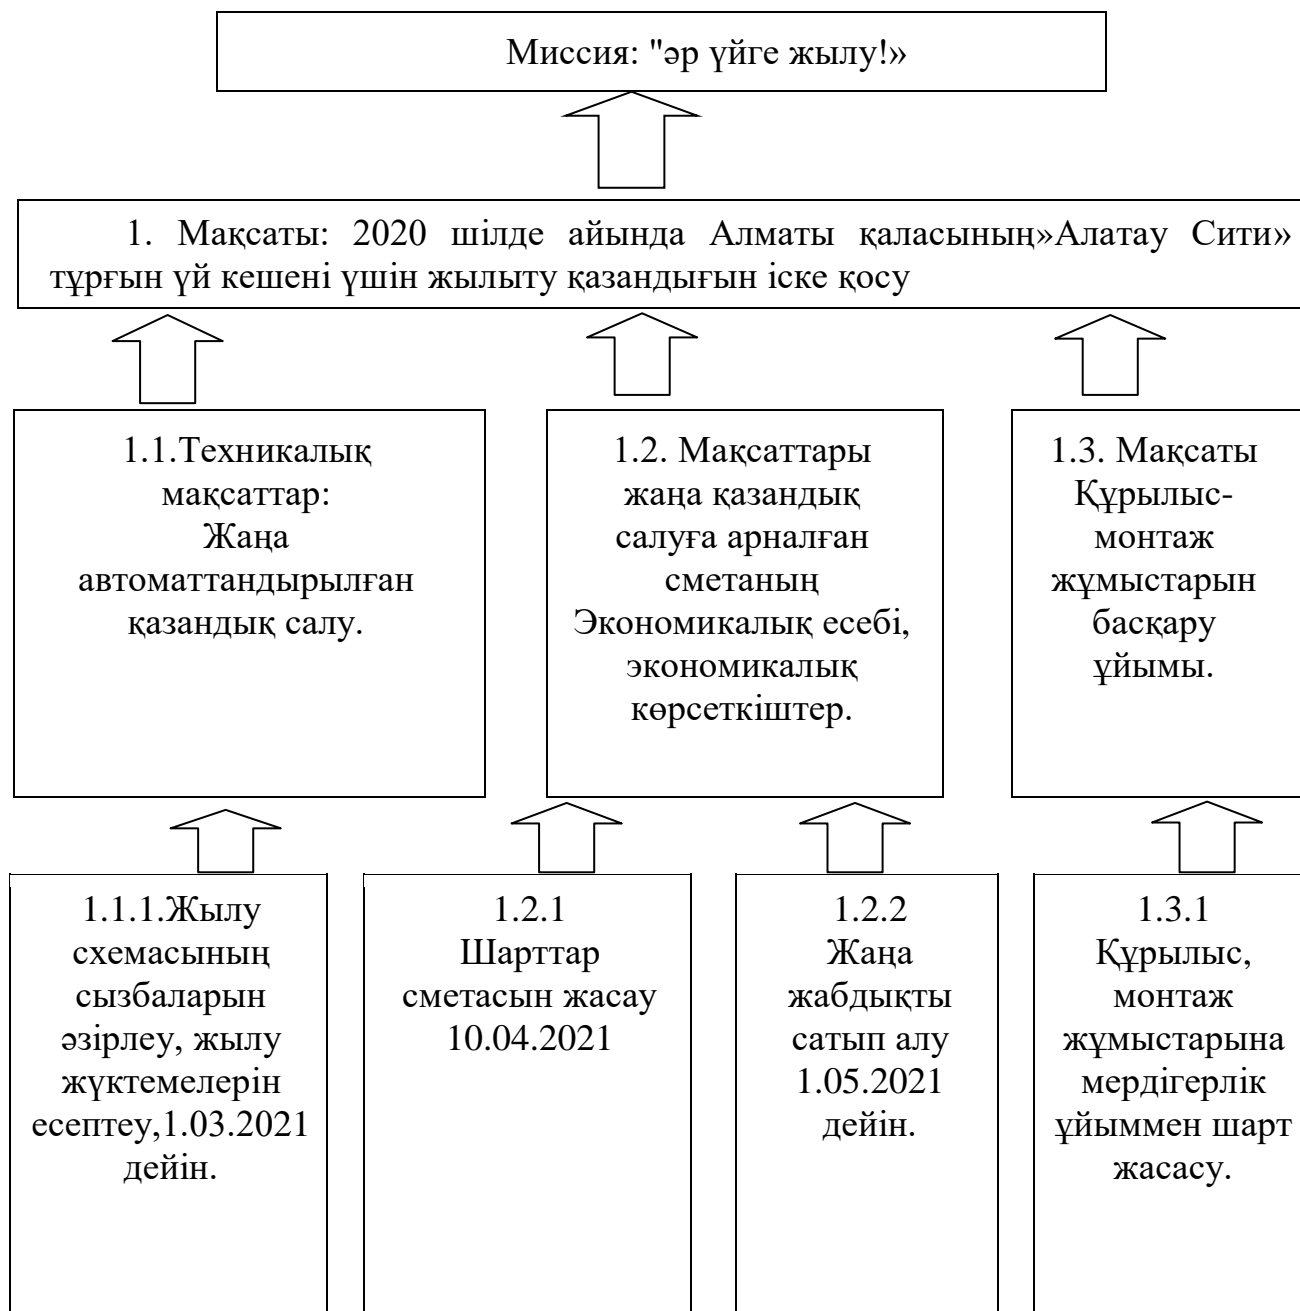 Миссия: "әр үйге жылу!»
1. Мақсаты: 2020 шілде айында Алматы қаласының»Алатау Сити»
тұрғын үй кешені үшін жылыту қазандығын іске қосу
1.1.Техникалық
мақсаттар:
Жаңа
автоматтандырылған
қазандық салу.
1.2. Мақсаттары
жаңа қазандық
салуға арналған
сметаның
Экономикалық есебі,
экономикалық
көрсеткіштер.
1.3. Мақсаты
Құрылыс-
монтаж
жұмыстарын
басқару
ұйымы.
1.1.1.Жылу
схемасының
сызбаларын
әзірлеу, жылу
жүктемелерін
есептеу,1.03.2021
дейін.
1.2.1
Шарттар
сметасын жасау
10.04.2021
1.2.2
Жаңа
жабдықты
сатып алу
1.05.2021
дейін.
1.3.1
Құрылыс,
монтаж
жұмыстарына
мердігерлік
ұйыммен шарт
жасасу.